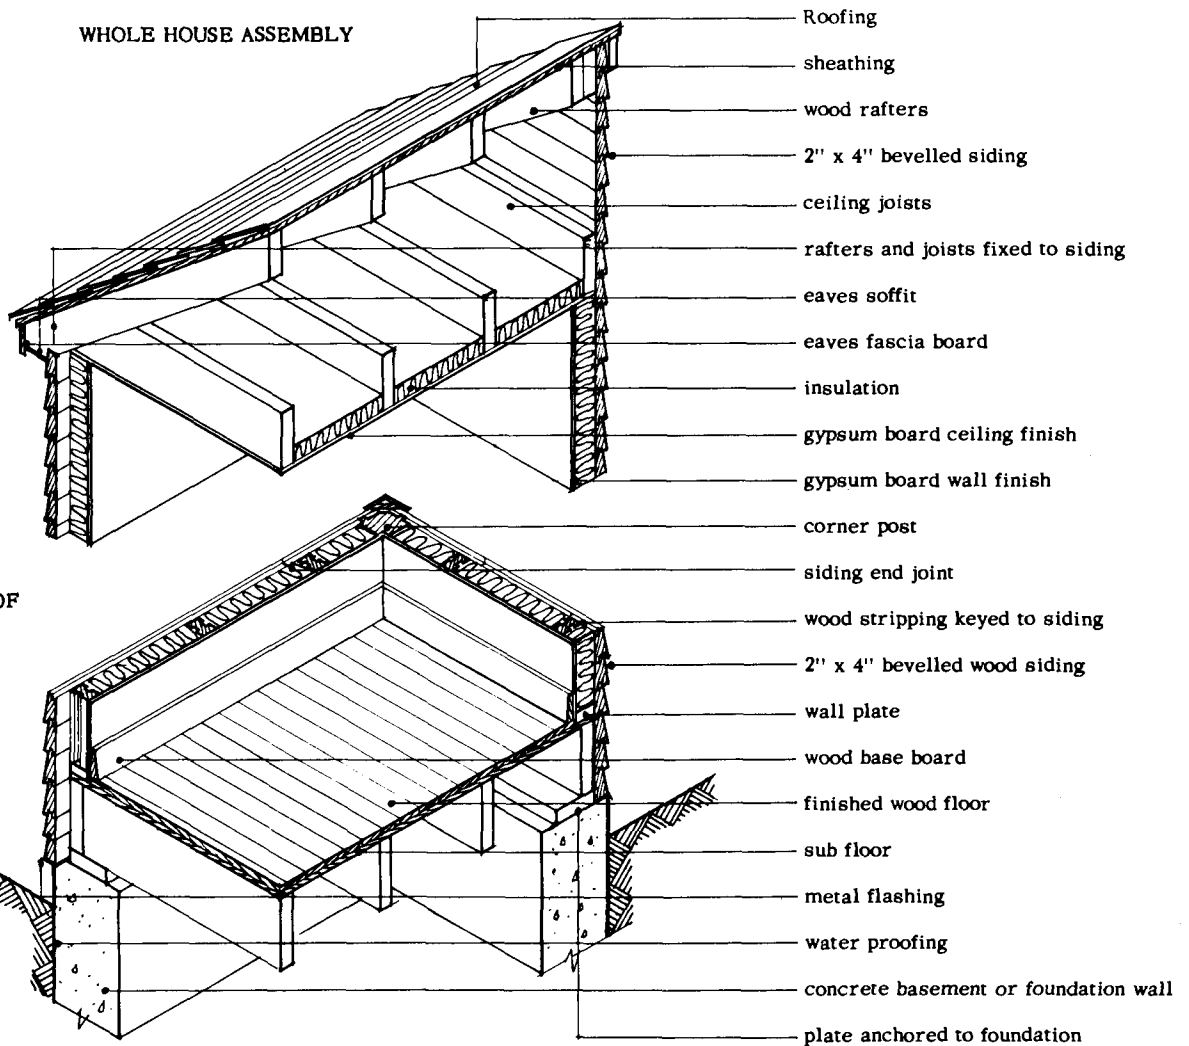 WHOLE HOUSE ASSEMBLY
Roofing
sheathing
wood rafters
2" x 4" bevelled siding
ceiling joists
rafters and joists fixed to siding
eaves soffit
eaves fascia board
insulation
gypsum board ceiling finish
gypsum board wall finish
corner post
siding end joint
OF
wood stripping keyed to siding
2" x 4" bevelled wood siding
wall plate
wood base board
finished wood floor
sub floor
metal flashing
water proofing
concrete basement or foundation wall
plate anchored to foundation